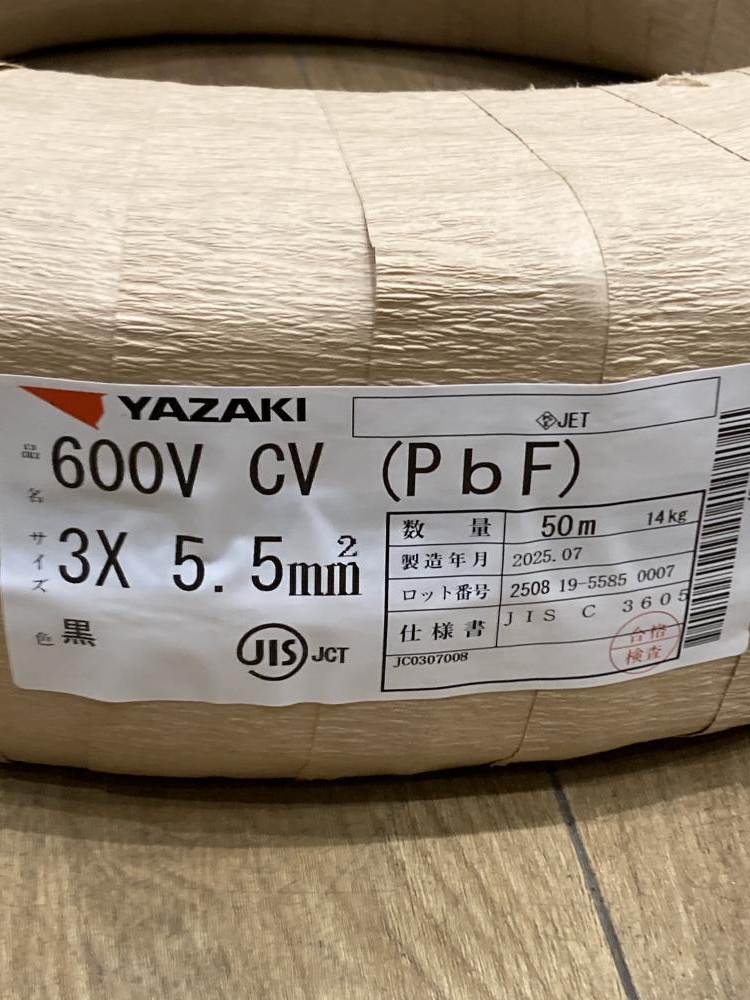 YAZAKI
JET
品名 600V CV (PbF)
サイズ 3X 5.5mm2
色 黒
JIS JCT
数量 50m 14kg
製造年月 2025.07
ロット番号 2508 19-5585 0007
仕様書 JIS C 3605
JC0307008
合格
検査